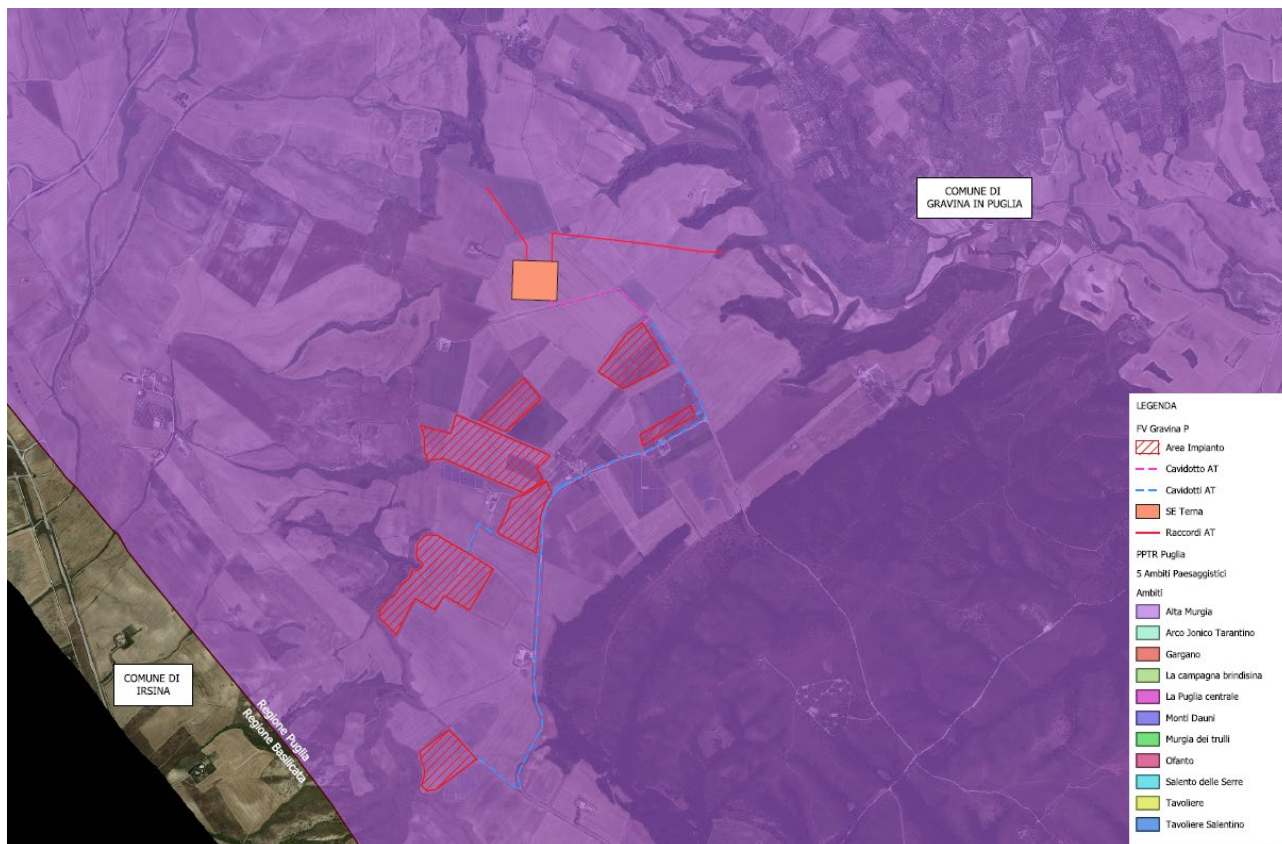 COMUNE DI
GRAVINA IN PUGLIA
COMUNE DI
IRSINA
Regione Puglia
Regione Basilicata
LEGENDA
FV Gravina P
Area Impianto
Cavidotto AT
Cavidotti AT
SE Terna
Raccordi AT
PPTR Puglia
5 Ambiti Paesaggistici
Ambiti
Alta Murgia
Arco Jonico Tarantino
Gargano
La campagna brindisina
La Puglia centrale
Monti Dauni
Murgia dei trulli
Ofanto
Salento delle Serre
Tavoliere
Tavoliere Salentino